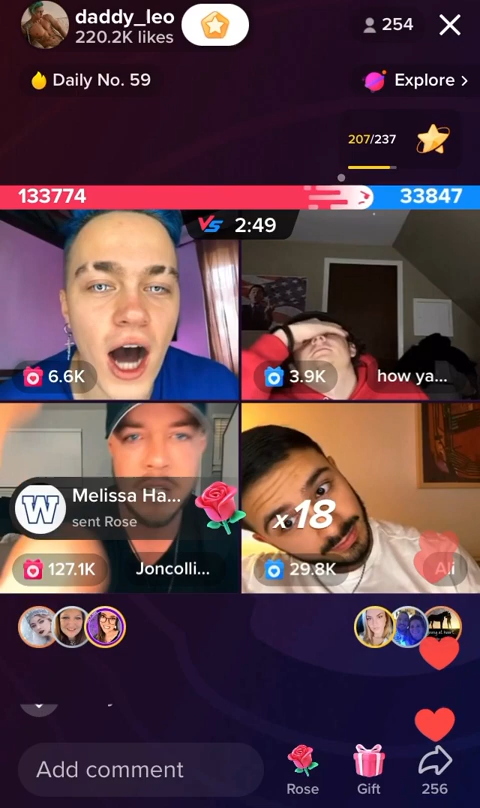 daddy_leo
220.2K likes
254
Daily No. 59
Explore >
207/237
133774
33847
VS 2:49
6.6K
3.9K
how ya...
Melissa Ha...
sent Rose
W
x18
127.1K
Joncolli...
29.8K
Ali
Add comment
Rose
Gift
256